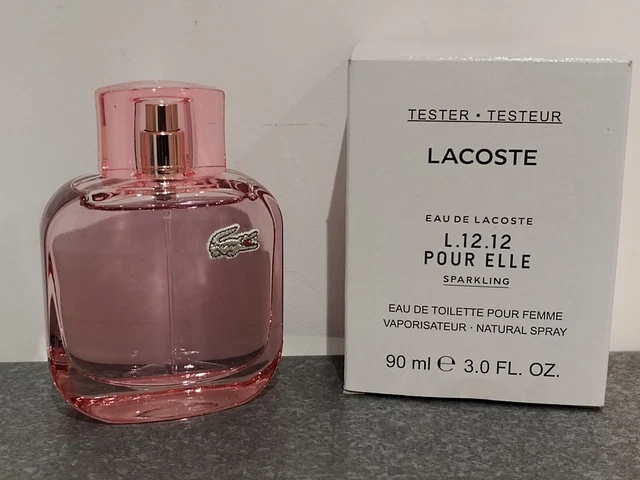 TESTER • TESTEUR
LACOSTE
EAU DE LACOSTE
L.12.12
POUR ELLE
SPARKLING
EAU DE TOILETTE POUR FEMME
VAPORISATEUR · NATURAL SPRAY
90 ml ℮ 3.0 FL. OZ.